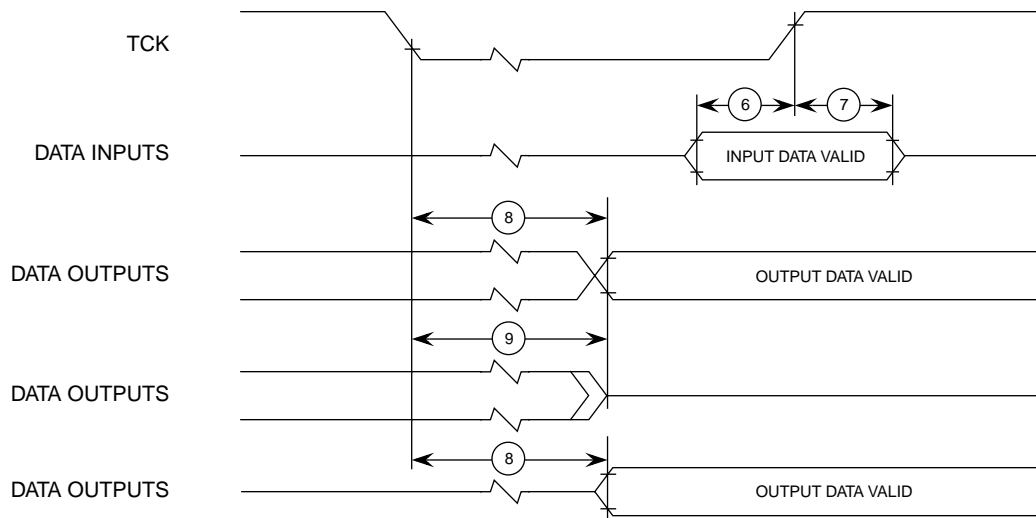 TCK
6
7
DATA INPUTS
INPUT DATA VALID
8
DATA OUTPUTS
OUTPUT DATA VALID
9
DATA OUTPUTS
8
DATA OUTPUTS
OUTPUT DATA VALID